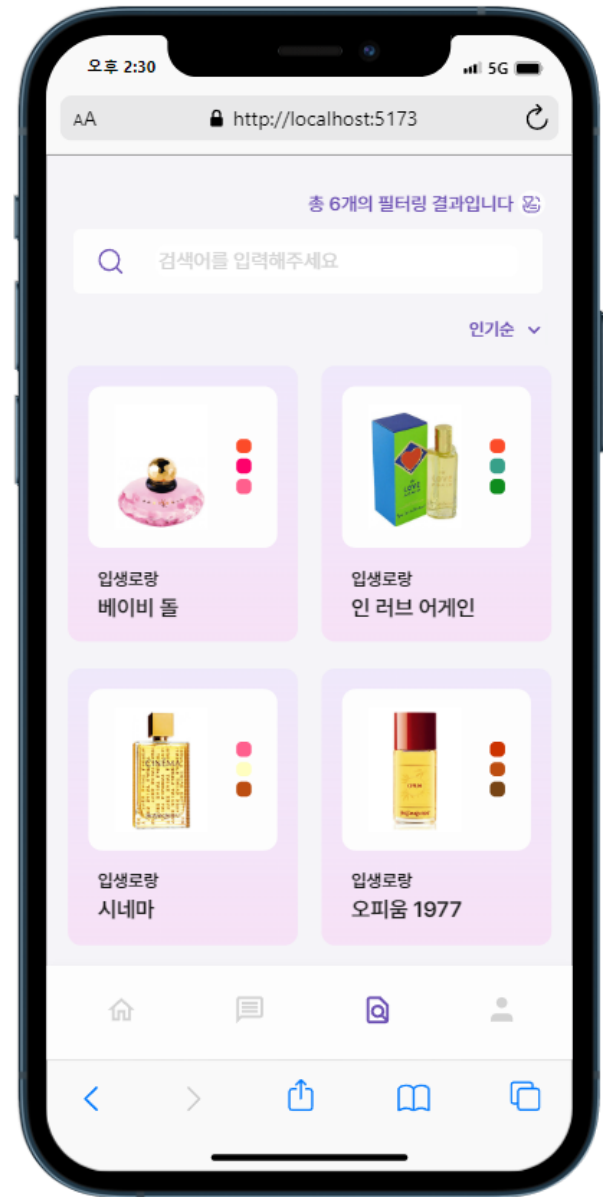 오후 2:30
5G
AA
http://localhost:5173
총 6개의 필터링 결과입니다
검색어를 입력해주세요
인기순
입생로랑
베이비 돌
LOVE
입생로랑
인 러브 어게인
CINEMA
입생로랑
시네마
입생로랑
오피움 1977